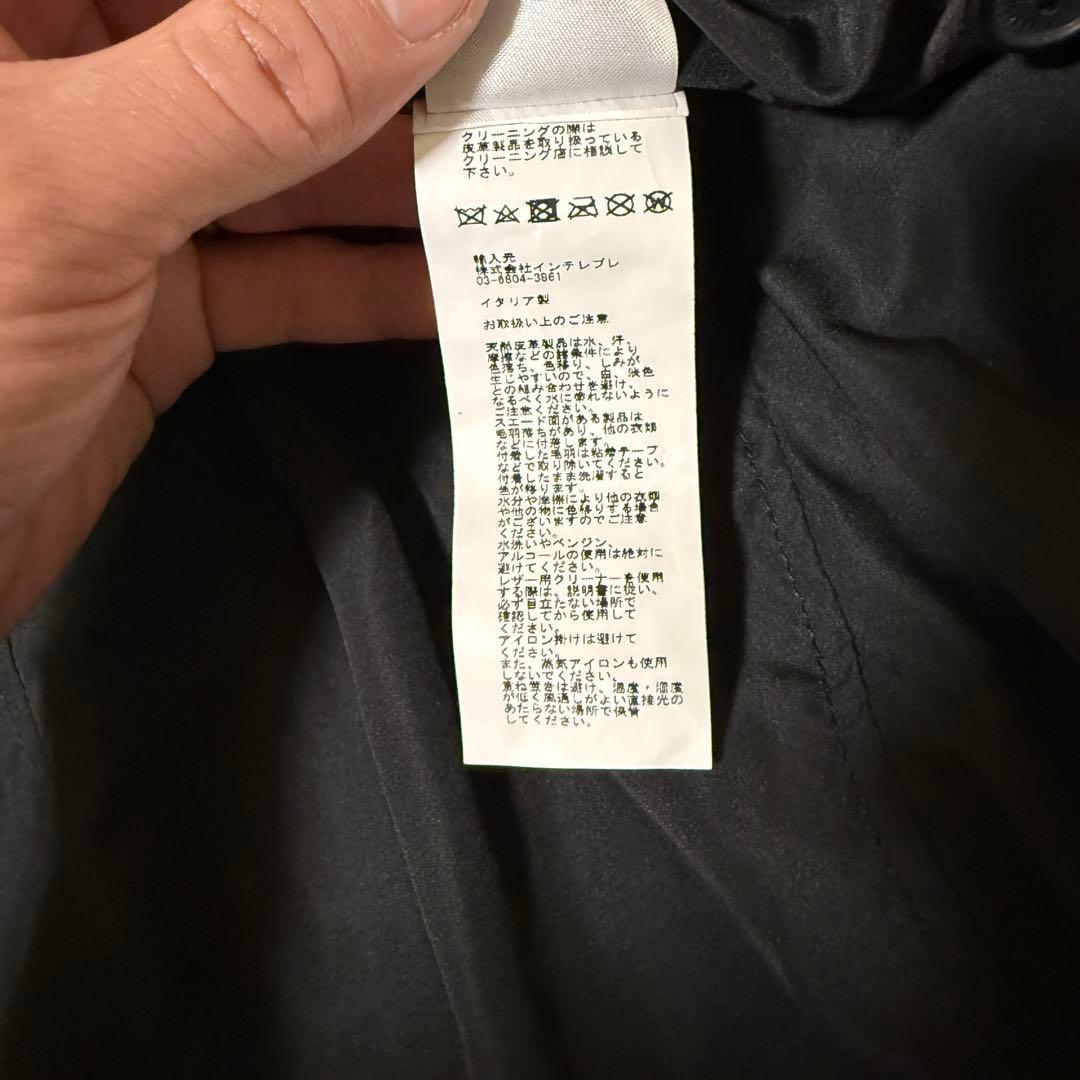 クリーニングの際は
皮革製品を取り扱っている
クリーニング店に相談して
下さい。
輸入元
株式会社インテレプレ
03-6804-3861
イタリア製
お取扱い上のご注意
天然皮革製品は水、汗、
摩擦などの諸条件により
色落ち、色移り、しみが
生じやすいので、白、淡色
との組み合わせを避け、
なるべく水に濡れないように
ご注意ください。
スエード面がある製品は
毛羽落ちがあり、他の衣類
などに付着します。
付着した毛羽は粘着テープ
などで取り除いてください。
付着したまま洗濯すると
色が移ります。
水分や摩擦により他の衣類
や他の物に色移りする場合
がございますのでご注意
ください。
水洗いやベンジン、
アルコールの使用は絶対に
避けてください。
レザー用クリーナーを使用
する際は、説明書に従い、
必ず目立たない場所で
確認してから使用して
ください。
アイロン掛けは避けて
ください。
また、蒸気アイロンも使用
しないでください。
重ね置きは避け、温度・湿度
が低く風通しがよい直接光の
あたらない場所で保管
してください。